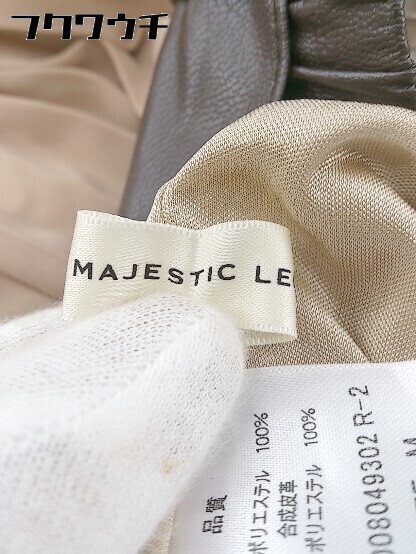 フクワウチ
MAJESTIC LE
品質
ポリエステル 100%
合成皮革
ポリエステル 100%
008049302 R-2
M